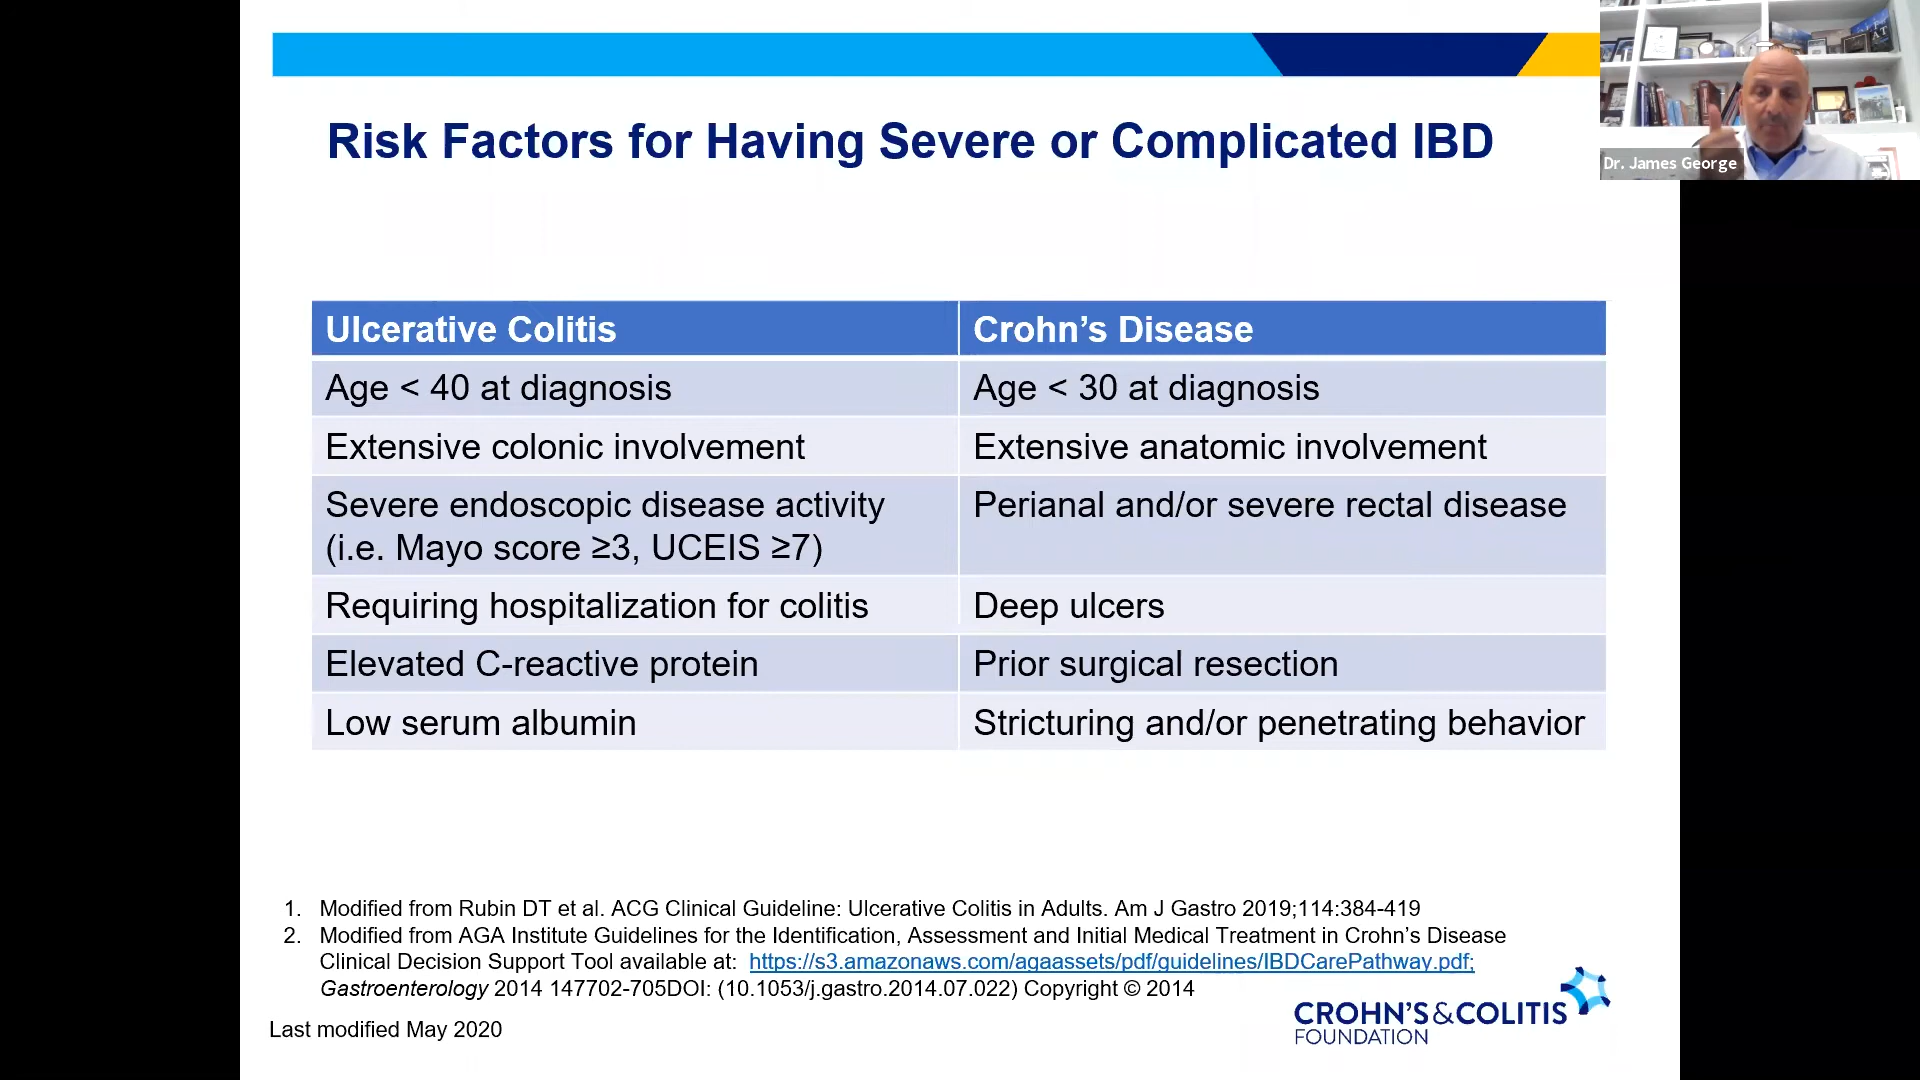 Risk Factors for Having Severe or Complicated IBD
Dr. James George
Ulcerative Colitis
Crohn's Disease
Age < 40 at diagnosis
Age < 30 at diagnosis
Extensive colonic involvement
Extensive anatomic involvement
Severe endoscopic disease activity
(i.e. Mayo score ≥3, UCEIS ≥7)
Perianal and/or severe rectal disease
Requiring hospitalization for colitis
Deep ulcers
Elevated C-reactive protein
Prior surgical resection
Low serum albumin
Stricturing and/or penetrating behavior
1. Modified from Rubin DT et al. ACG Clinical Guideline: Ulcerative Colitis in Adults. Am J Gastro 2019;114:384-419
2. Modified from AGA Institute Guidelines for the Identification, Assessment and Initial Medical Treatment in Crohn's Disease
Clinical Decision Support Tool available at: https://s3.amazonaws.com/agaassets/pdf/guidelines/IBDCarePathway.pdf;
Gastroenterology 2014 147702-705DOI: (10.1053/j.gastro.2014.07.022) Copyright © 2014
Last modified May 2020
CROHN'S&COLITIS
FOUNDATION